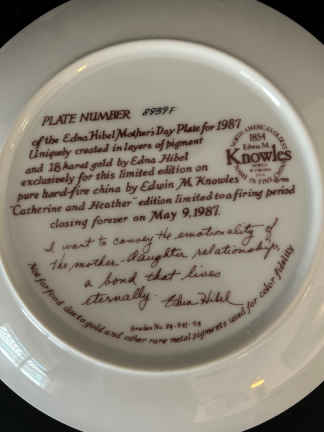 PLATE NUMBER
of the Edna Hibel Mother's Day Plate for 1987
Uniquely created in layers of pigment
and 18 karat gold by Edna Hibel
exclusively for this limited edition on
pure hard-fire china by Edwin M. Knowles
"Catherine and Heather" edition limited to a firing period
closing forever on May 9, 1987.
1854
Edwin M.
Knowles
I want to convey the emotionality of
the mother-daughter relationship,
a bond that lives
eternally - Edna Hibel
Not for food due to gold and other rare metal pigments used for color fidelity